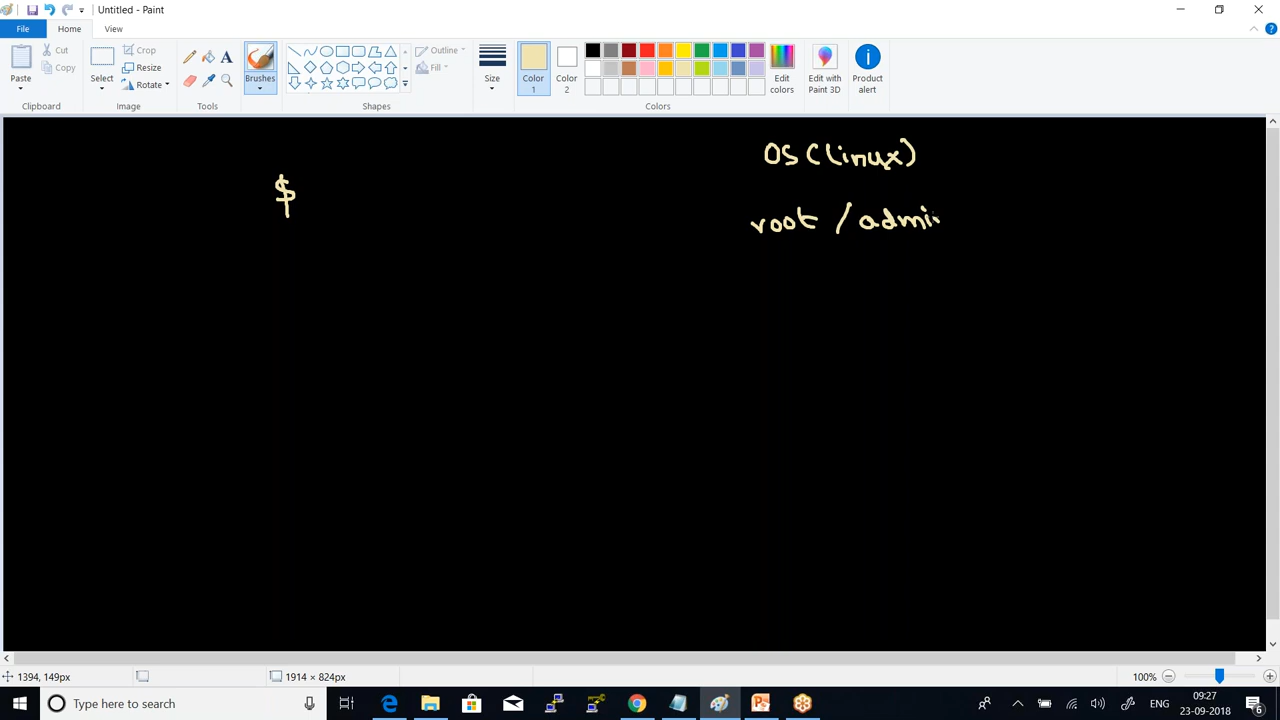 Untitled - Paint
File Home View
Paste
Cut
Copy
Clipboard
Select
Crop
Resize
Rotate
Image
Tools
Brushes
Shapes
Outline
Fill
Size
Color 1
Color 2
Colors
Edit colors
Edit with Paint 3D
Product alert
OS (linux)
$
root / admi
1394, 149px
1914 × 824px
100%
Type here to search
ENG
09:27
23-09-2018
6